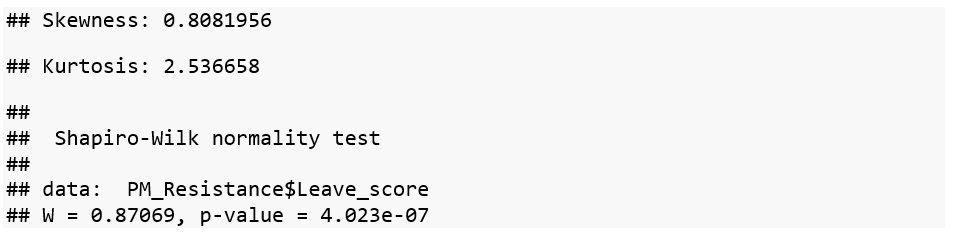 ## Skewness: 0.8081956
## Kurtosis: 2.536658
##
##  Shapiro-Wilk normality test
##
## data:  PM_Resistance$Leave_score
## W = 0.87069, p-value = 4.023e-07